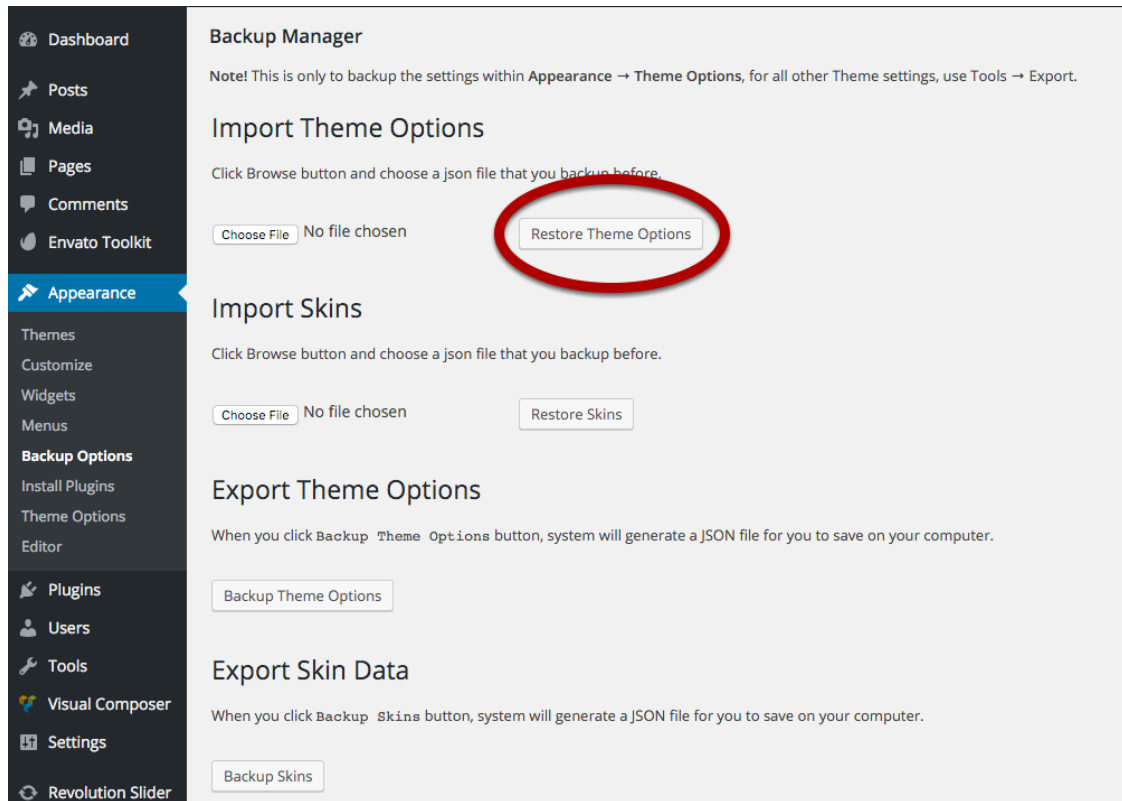 Dashboard
Posts
Media
Pages
Comments
Envato Toolkit
Appearance
Themes
Customize
Widgets
Menus
Backup Options
Install Plugins
Theme Options
Editor
Plugins
Users
Tools
Visual Composer
Settings
Revolution Slider
Backup Manager
Note! This is only to backup the settings within Appearance → Theme Options, for all other Theme settings, use Tools → Export.
Import Theme Options
Click Browse button and choose a json file that you backup before.
Choose File No file chosen Restore Theme Options
Import Skins
Click Browse button and choose a json file that you backup before.
Choose File No file chosen Restore Skins
Export Theme Options
When you click Backup Theme Options button, system will generate a JSON file for you to save on your computer.
Backup Theme Options
Export Skin Data
When you click Backup Skins button, system will generate a JSON file for you to save on your computer.
Backup Skins